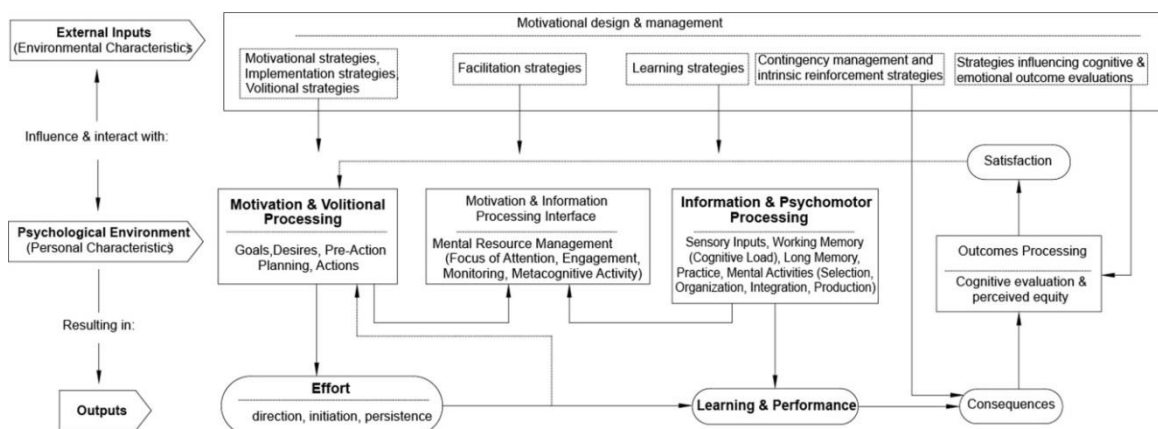 External Inputs
(Environmental Characteristics)
Motivational design & management
Motivational strategies,
Implementation strategies,
Volitional strategies
Facilitation strategies
Learning strategies
Contingency management and
intrinsic reinforcement strategies
Strategies influencing cognitive &
emotional outcome evaluations
Influence & interact with:
Satisfaction
Psychological Environment
(Personal Characteristics)
Motivation & Volitional
Processing
Goals,Desires, Pre-Action
Planning, Actions
Motivation & Information
Processing Interface
Mental Resource Management
(Focus of Attention, Engagement,
Monitoring, Metacognitive Activity)
Information & Psychomotor
Processing
Sensory Inputs, Working Memory
(Cognitive Load), Long Memory,
Practice, Mental Activities (Selection,
Organization, Integration, Production)
Outcomes Processing
Cognitive evaluation &
perceived equity
Resulting in:
Outputs
Effort
direction, initiation, persistence
Learning & Performance
Consequences